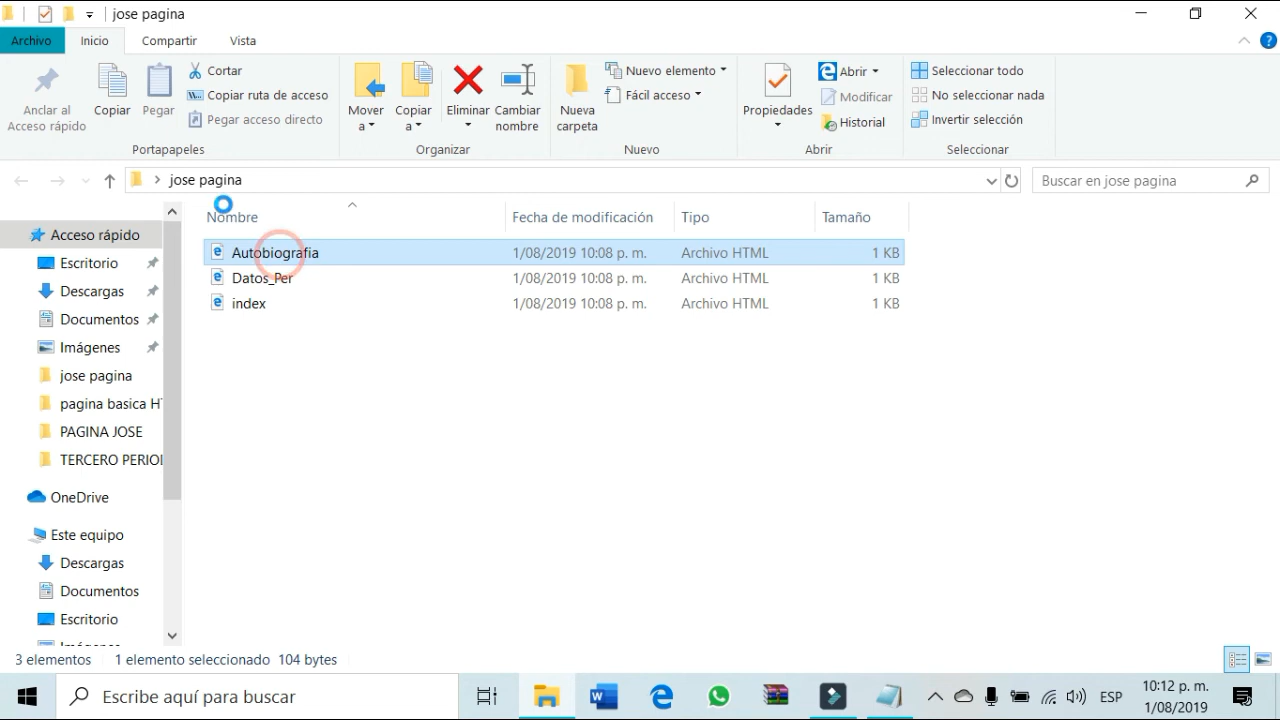 jose pagina
Archivo Inicio Compartir Vista
Anclar al Acceso rápido
Copiar
Pegar
Cortar
Copiar ruta de acceso
Pegar acceso directo
Portapapeles
Mover a
Copiar a
Eliminar
Cambiar nombre
Organizar
Nueva carpeta
Nuevo elemento
Fácil acceso
Nuevo
Propiedades
Abrir
Modificar
Historial
Abrir
Seleccionar todo
No seleccionar nada
Invertir selección
Seleccionar
jose pagina
Buscar en jose pagina
Acceso rápido
Escritorio
Descargas
Documentos
Imágenes
jose pagina
pagina basica H
PAGINA JOSE
TERCERO PERIOD
OneDrive
Este equipo
Descargas
Documentos
Escritorio
Nombre Fecha de modificación Tipo Tamaño
Autobiografia 1/08/2019 10:08 p. m. Archivo HTML 1 KB
Datos_Per 1/08/2019 10:08 p. m. Archivo HTML 1 KB
index 1/08/2019 10:08 p. m. Archivo HTML 1 KB
3 elementos 1 elemento seleccionado 104 bytes
Escribe aquí para buscar
ESP
10:12 p. m.
1/08/2019